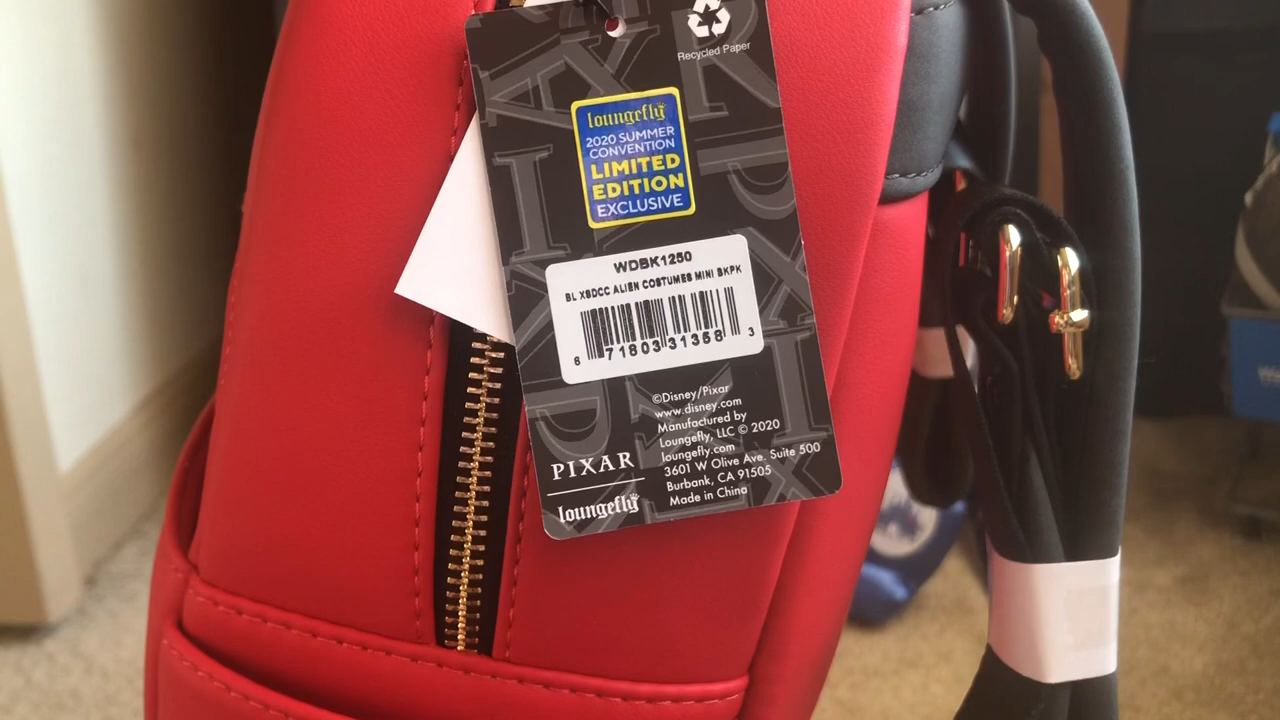 Recycled Paper
loungefly
2020 SUMMER
CONVENTION
LIMITED
EDITION
EXCLUSIVE
WDBK1250
BL XSDCC ALIEN COSTUMES MINI BKPK
6 71803 31358 3
©Disney/Pixar
www.disney.com
Manufactured by
Loungefly, LLC © 2020
loungefly.com
3601 W Olive Ave. Suite 500
Burbank, CA 91505
Made in China
PIXAR
loungefly